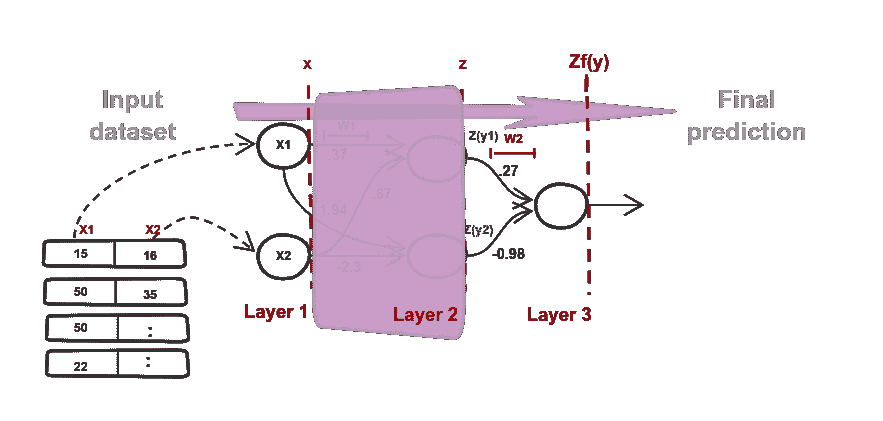 x
z
Zf(y)
Input
dataset
Final
prediction
W1
Z(y1)
W2
X1
.37
.27
.67
X1
X2
1.94
Z(y2)
15
16
X2
-2.3
-0.98
50
35
Layer 1
Layer 2
Layer 3
50
:
22
: